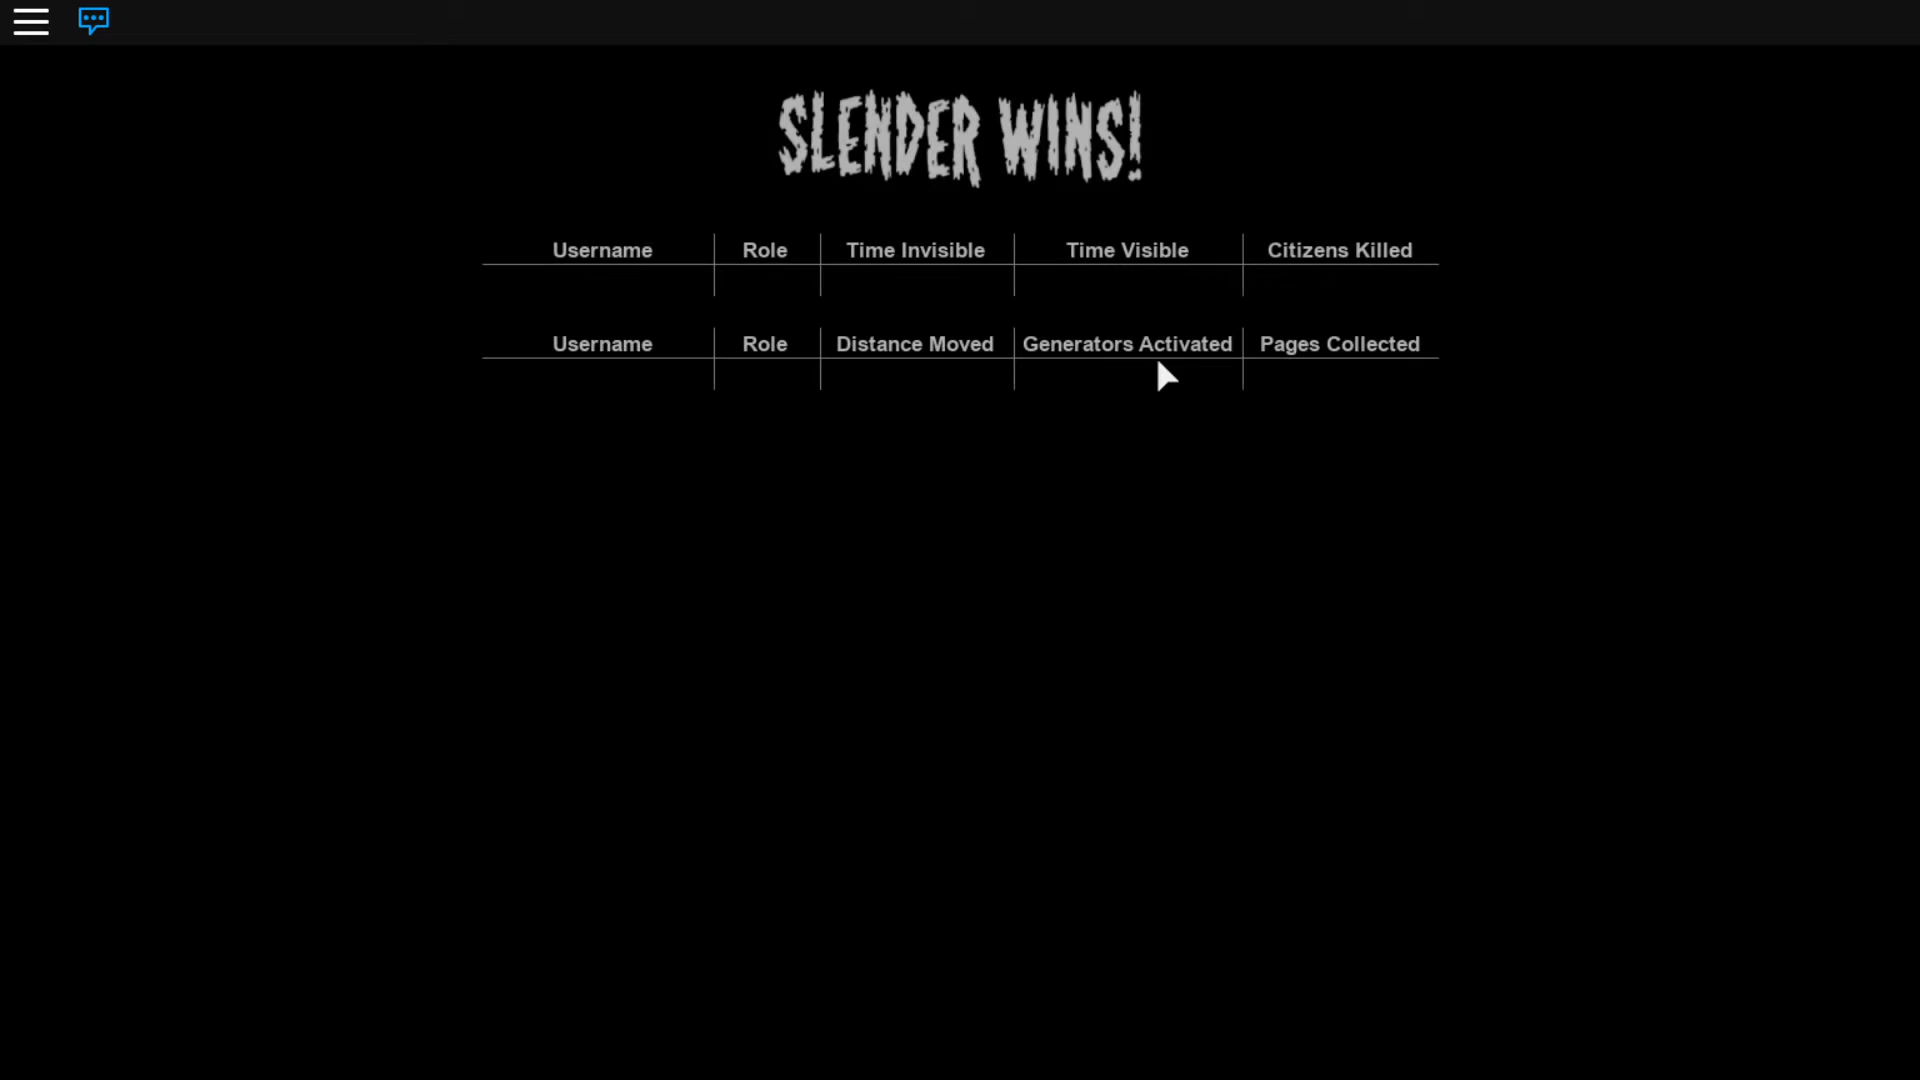 SLENDER WINS!
Username Role Time Invisible Time Visible Citizens Killed
Username Role Distance Moved Generators Activated Pages Collected